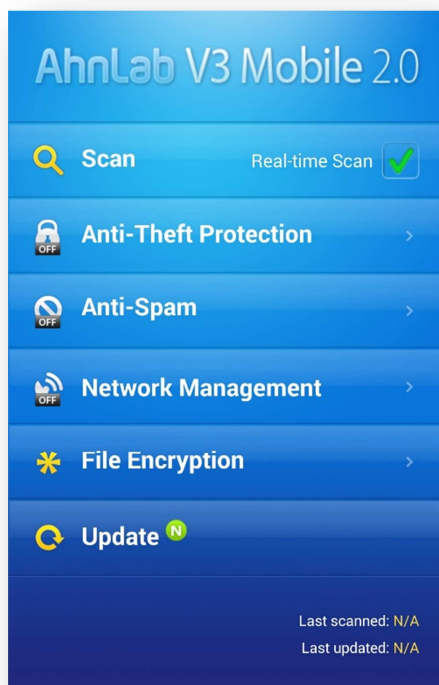 AhnLab V3 Mobile 2.0
Scan Real-time Scan
Anti-Theft Protection
OFF
Anti-Spam
OFF
Network Management
OFF
File Encryption
Update N
Last scanned: N/A
Last updated: N/A